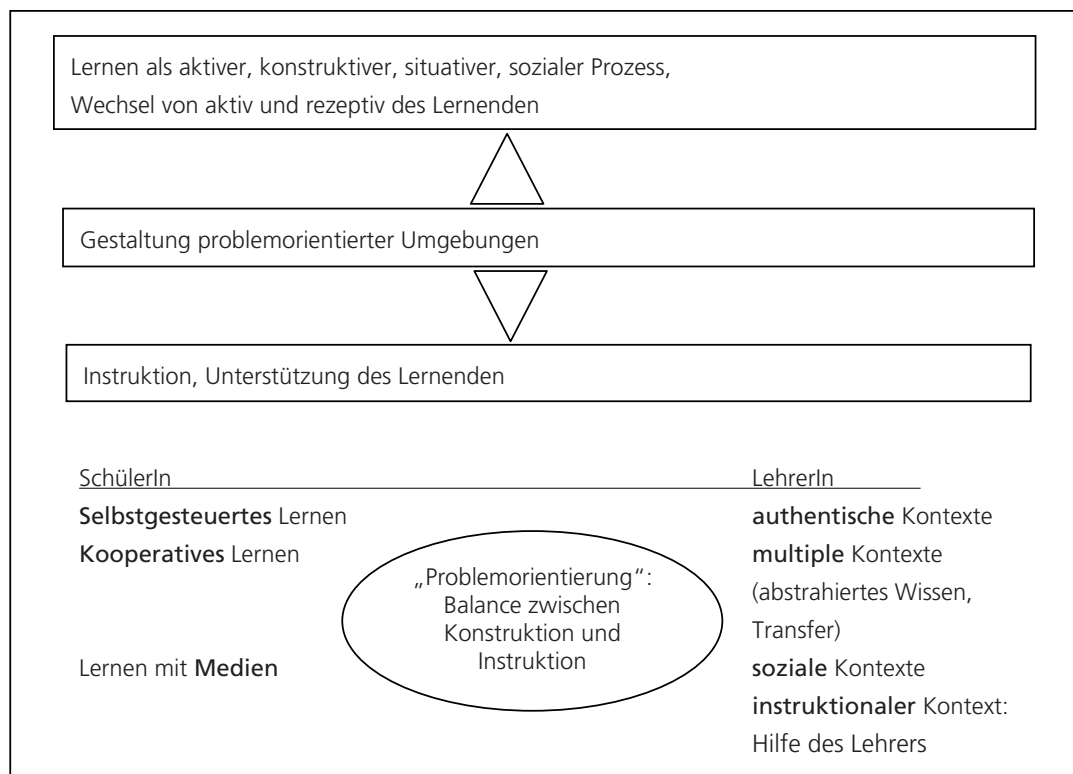 Lernen als aktiver, konstruktiver, situativer, sozialer Prozess,
Wechsel von aktiv und rezeptiv des Lernenden
Gestaltung problemorientierter Umgebungen
Instruktion, Unterstützung des Lernenden
SchülerIn
Selbstgesteuertes Lernen
Kooperatives Lernen
Lernen mit Medien
„Problemorientierung“:
Balance zwischen
Konstruktion und
Instruktion
LehrerIn
authentische Kontexte
multiple Kontexte
(abstrahiertes Wissen,
Transfer)
soziale Kontexte
instruktionaler Kontext:
Hilfe des Lehrers